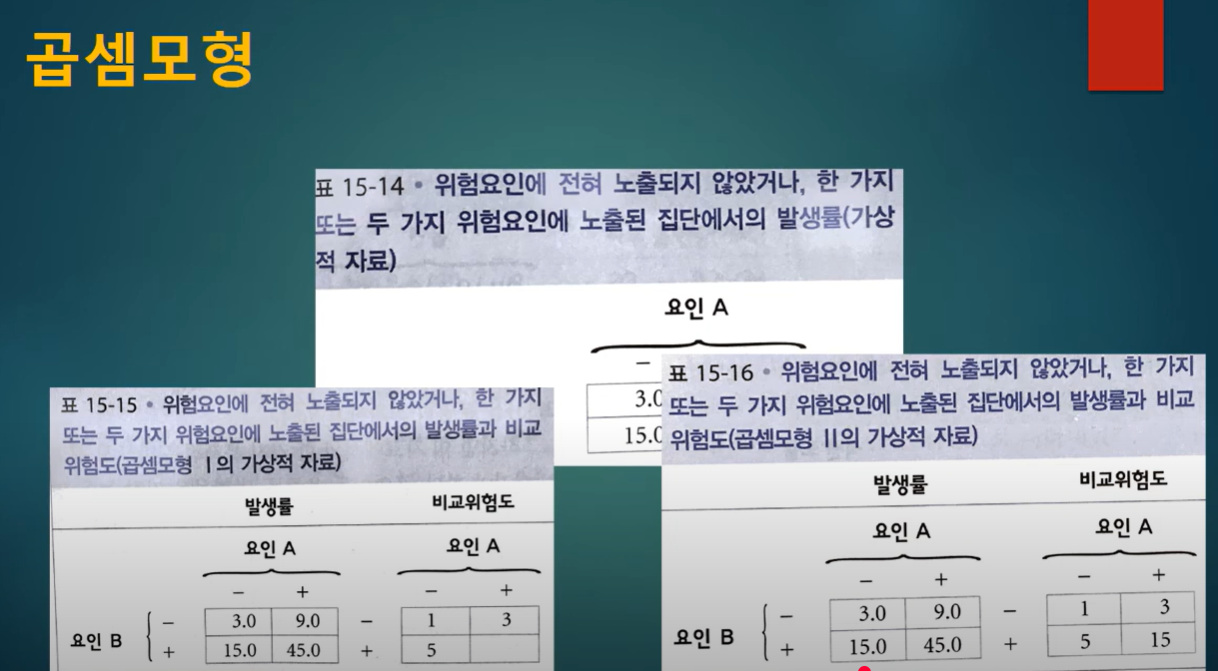 곱셈모형
표 15-14 • 위험요인에 전혀 노출되지 않았거나, 한 가지
또는 두 가지 위험요인에 노출된 집단에서의 발생률(가상
적 자료)
요인 A
−
3.0
15.0
표 15-15 • 위험요인에 전혀 노출되지 않았거나, 한 가지
또는 두 가지 위험요인에 노출된 집단에서의 발생률과 비교
위험도(곱셈모형 Ⅰ의 가상적 자료)
발생률 비교위험도
요인 A 요인 A
− + − +
요인 B
− 3.0 9.0 − 1 3
+ 15.0 45.0 + 5
표 15-16 • 위험요인에 전혀 노출되지 않았거나, 한 가지
또는 두 가지 위험요인에 노출된 집단에서의 발생률과 비교
위험도(곱셈모형 Ⅱ의 가상적 자료)
발생률 비교위험도
요인 A 요인 A
− + − +
요인 B
− 3.0 9.0 − 1 3
+ 15.0 45.0 + 5 15